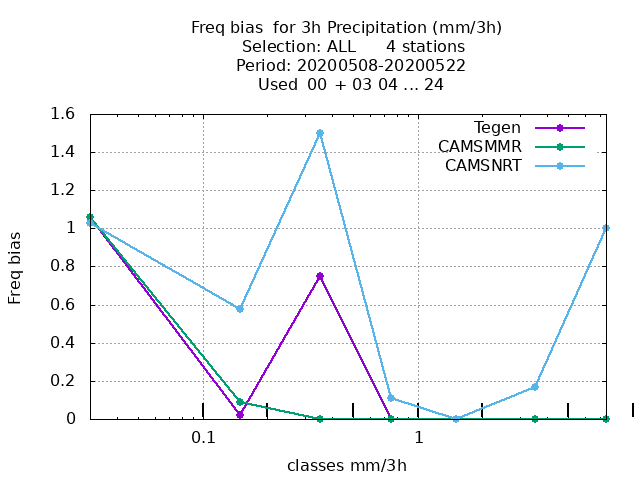 Freq bias  for 3h Precipitation (mm/3h)
Selection: ALL      4 stations
Period: 20200508-20200522
Used  00  + 03 04 ... 24
Tegen
CAMSMMR
CAMSNRT
1.6
1.4
1.2
1
0.8
0.6
0.4
0.2
0
Freq bias
0.1
1
classes mm/3h